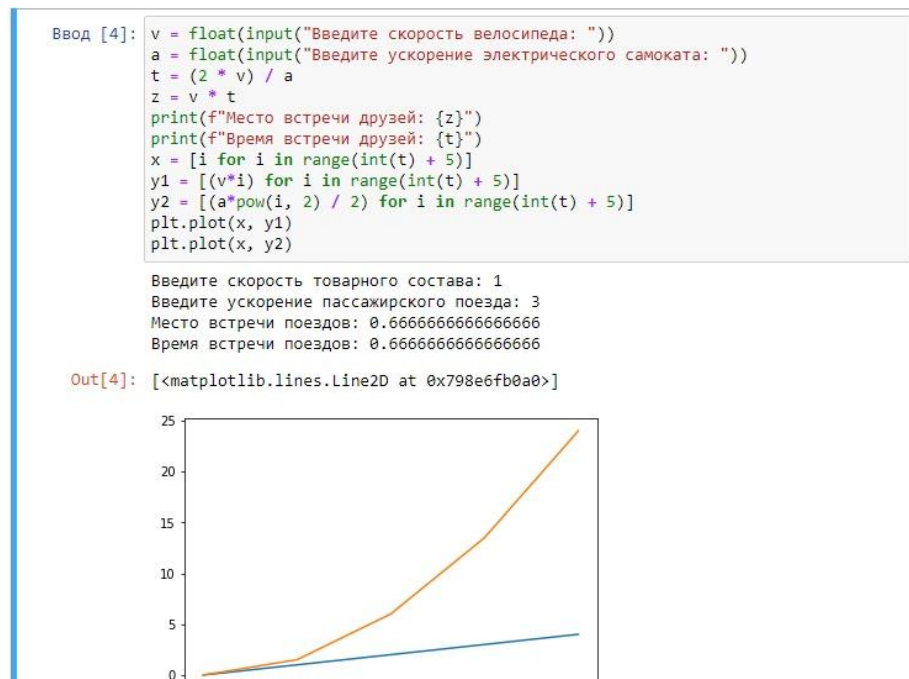 Ввод [4]: v = float(input("Введите скорость велосипеда: "))
a = float(input("Введите ускорение электрического самоката: "))
t = (2 * v) / a
z = v * t
print(f"Место встречи друзей: {z}")
print(f"Время встречи друзей: {t}")
x = [i for i in range(int(t) + 5)]
y1 = [(v*i) for i in range(int(t) + 5)]
y2 = [(a*pow(i, 2) / 2) for i in range(int(t) + 5)]
plt.plot(x, y1)
plt.plot(x, y2)
Введите скорость товарного состава: 1
Введите ускорение пассажирского поезда: 3
Место встречи поездов: 0.6666666666666666
Время встречи поездов: 0.6666666666666666
Out[4]: [<matplotlib.lines.Line2D at 0x798e6fb0a0>]
25
20
15
10
5
0